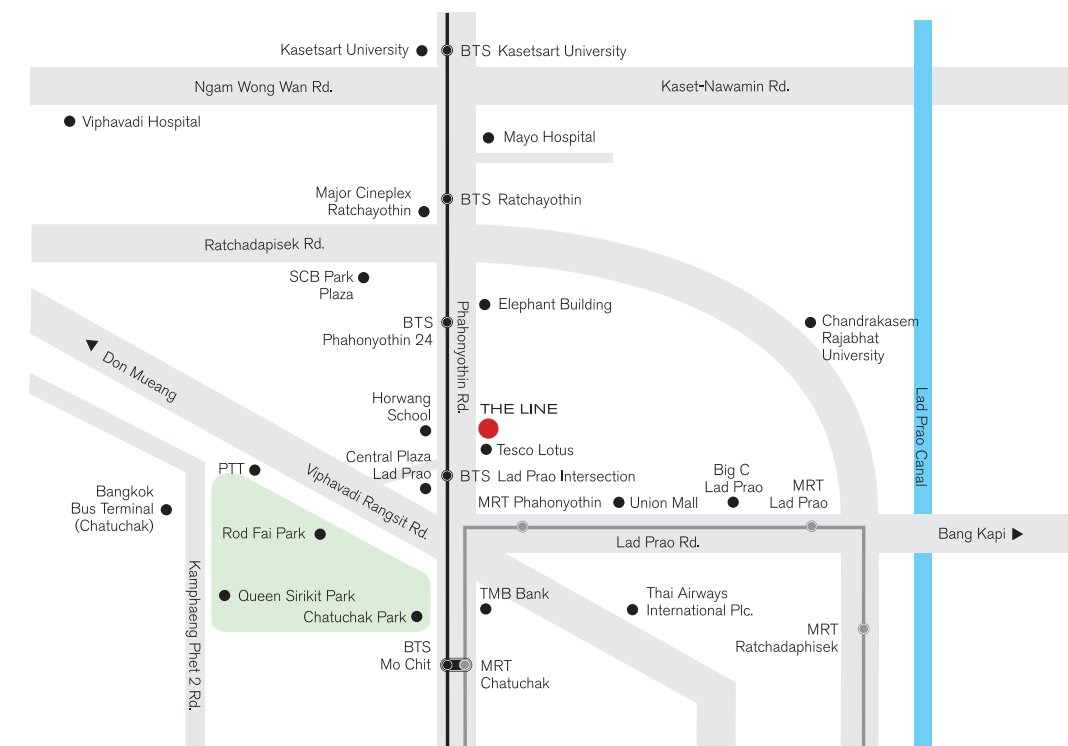 Kasetsart University
BTS Kasetsart University
Ngam Wong Wan Rd.
Kaset-Nawamin Rd.
Viphavadi Hospital
Mayo Hospital
Major Cineplex
Ratchayothin
BTS Ratchayothin
Ratchadapisek Rd.
SCB Park
Plaza
Elephant Building
BTS
Phahonyothin 24
Phahonyothin Rd.
Chandrakasem
Rajabhat
University
Don Mueang
Horwang
School
THE LINE
Tesco Lotus
Lad Prao Canal
Central Plaza
Lad Prao
BTS Lad Prao Intersection
PTT
Viphavadi Rangsit Rd.
Bangkok
Bus Terminal
(Chatuchak)
MRT Phahonyothin
Union Mall
Big C
Lad Prao
MRT
Lad Prao
Rod Fai Park
Lad Prao Rd.
Bang Kapi
Kamphaeng Phet 2 Rd.
Queen Sirikit Park
Chatuchak Park
TMB Bank
Thai Airways
International Plc.
MRT
Ratchadaphisek
BTS
Mo Chit
MRT
Chatuchak